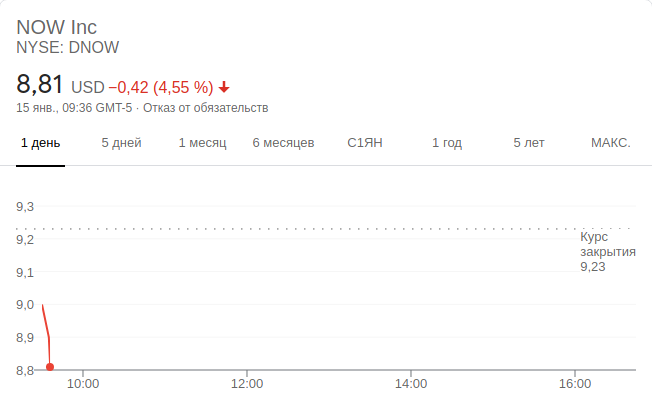 NOW Inc
NYSE: DNOW
8,81 USD −0,42 (4,55 %)
15 янв., 09:36 GMT-5 · Отказ от обязательств
1 день 5 дней 1 месяц 6 месяцев С1ЯН 1 год 5 лет МАКС.
9,3
9,2
Курс
закрытия
9,23
9,1
9,0
8,9
8,8
10:00 12:00 14:00 16:00